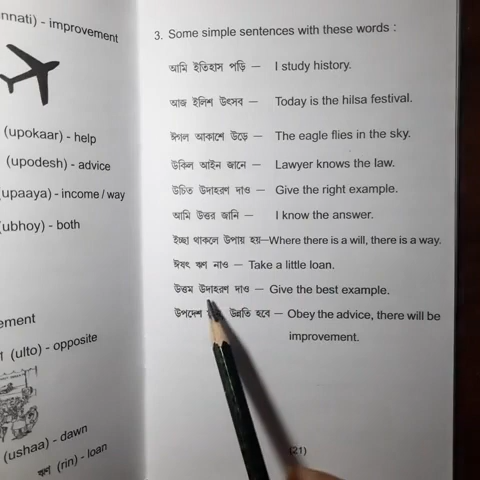 nnati) - improvement
(upokaar) - help
(upodesh) - advice
(upaaya) - income / way
(ubhoy) - both
ement
(ulto) - opposite
(ushaa) - dawn
ঋণ (rin) - loan
3. Some simple sentences with these words :
আমি ইতিহাস পড়ি — I study history.
আজ ইলিশ উৎসব — Today is the hilsa festival.
ঈগল আকাশে উড়ে — The eagle flies in the sky.
উকিল আইন জানে — Lawyer knows the law.
উচিত উদাহরণ দাও — Give the right example.
আমি উত্তর জানি — I know the answer.
ইচ্ছা থাকলে উপায় হয়—Where there is a will, there is a way.
ঈষৎ ঋণ নাও — Take a little loan.
উত্তম উদাহরণ দাও — Give the best example.
উপদেশ উন্নতি হবে — Obey the advice, there will be
improvement.
(21)